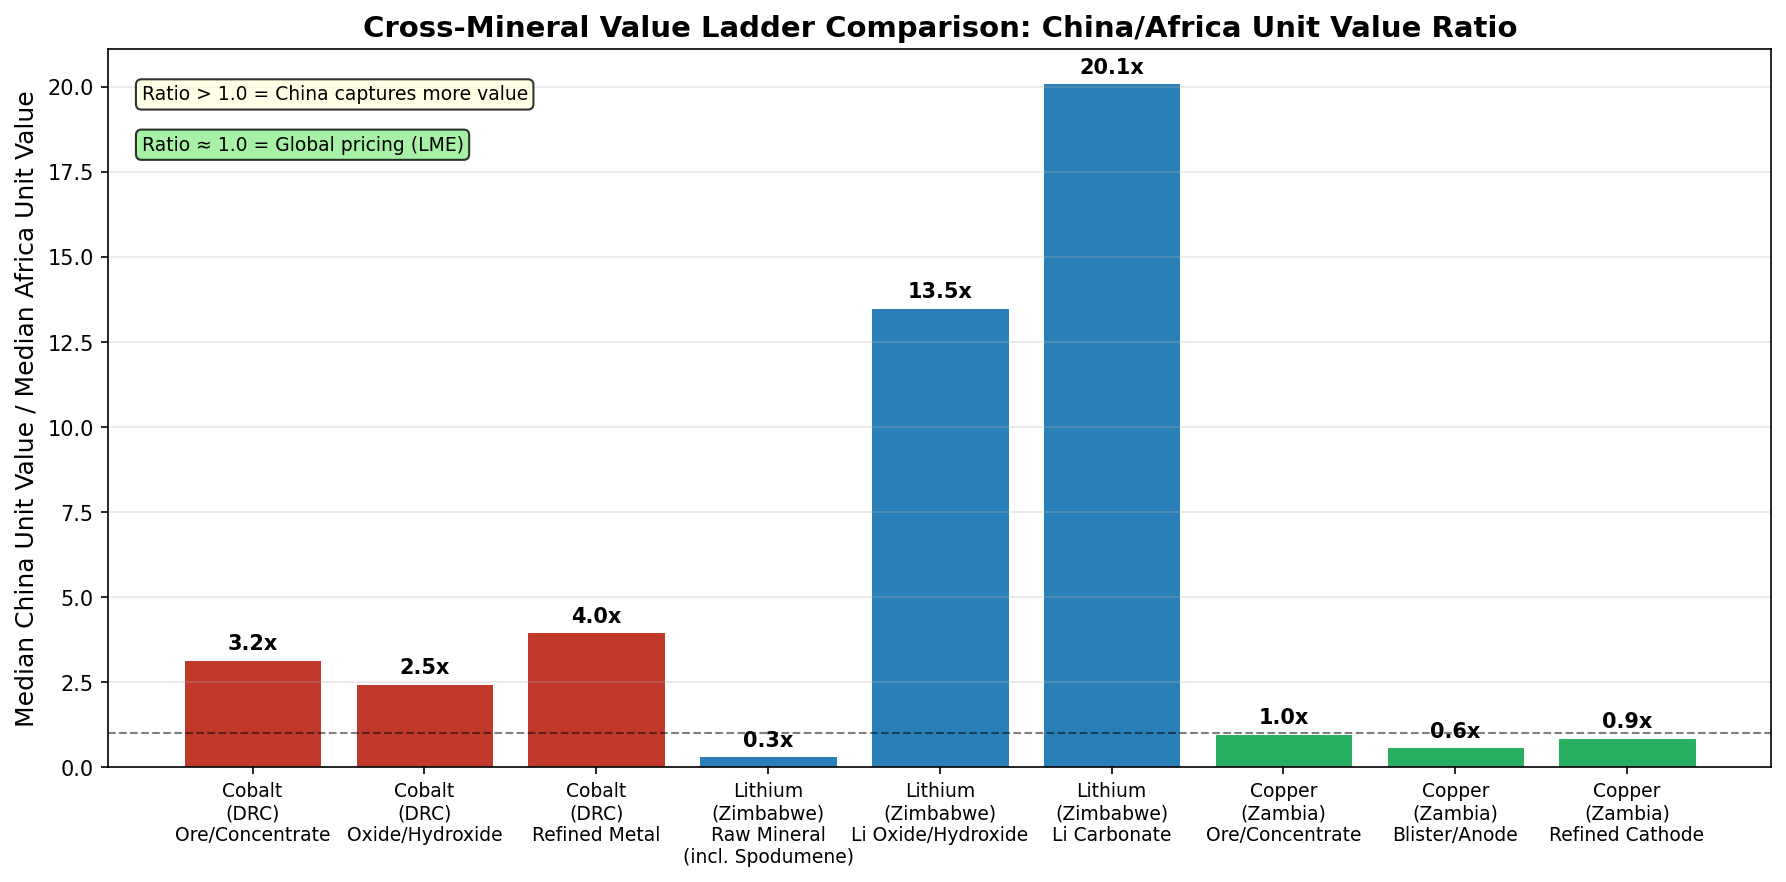 Cross-Mineral Value Ladder Comparison: China/Africa Unit Value Ratio
Ratio > 1.0 = China captures more value
Ratio ≈ 1.0 = Global pricing (LME)
Median China Unit Value / Median Africa Unit Value
20.0
17.5
15.0
12.5
10.0
7.5
5.0
2.5
0.0
3.2x
2.5x
4.0x
0.3x
13.5x
20.1x
1.0x
0.6x
0.9x
Cobalt
(DRC)
Ore/Concentrate
Cobalt
(DRC)
Oxide/Hydroxide
Cobalt
(DRC)
Refined Metal
Lithium
(Zimbabwe)
Raw Mineral
(incl. Spodumene)
Lithium
(Zimbabwe)
Li Oxide/Hydroxide
Lithium
(Zimbabwe)
Li Carbonate
Copper
(Zambia)
Ore/Concentrate
Copper
(Zambia)
Blister/Anode
Copper
(Zambia)
Refined Cathode